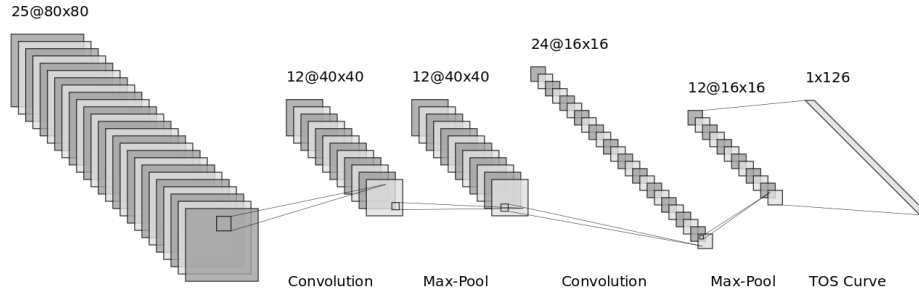 25@80x80
12@40x40
12@40x40
24@16x16
12@16x16
1x126
Convolution
Max-Pool
Convolution
Max-Pool
TOS Curve